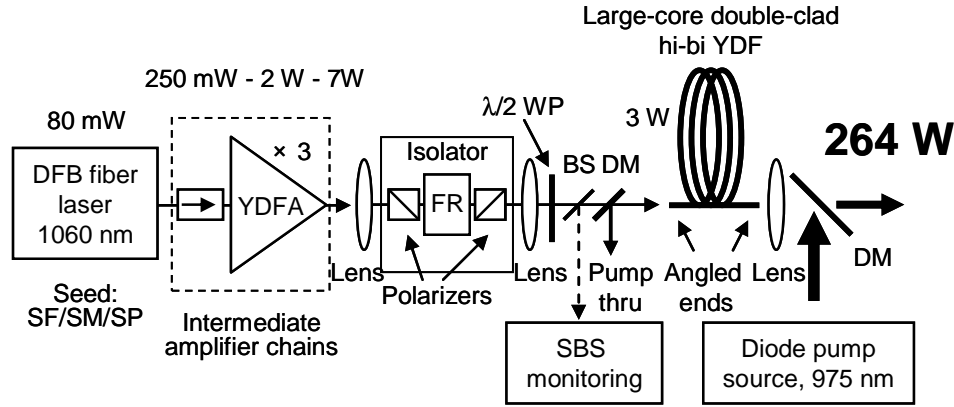 Large-core double-clad
hi-bi YDF
250 mW - 2 W - 7W
80 mW
DFB fiber
laser
1060 nm
Seed:
SF/SM/SP
× 3
YDFA
Intermediate
amplifier chains
Lens
Isolator
FR
Polarizers
Lens
λ/2 WP
BS DM
3 W
264 W
Pump
thru
Angled
ends
Lens
DM
SBS
monitoring
Diode pump
source, 975 nm